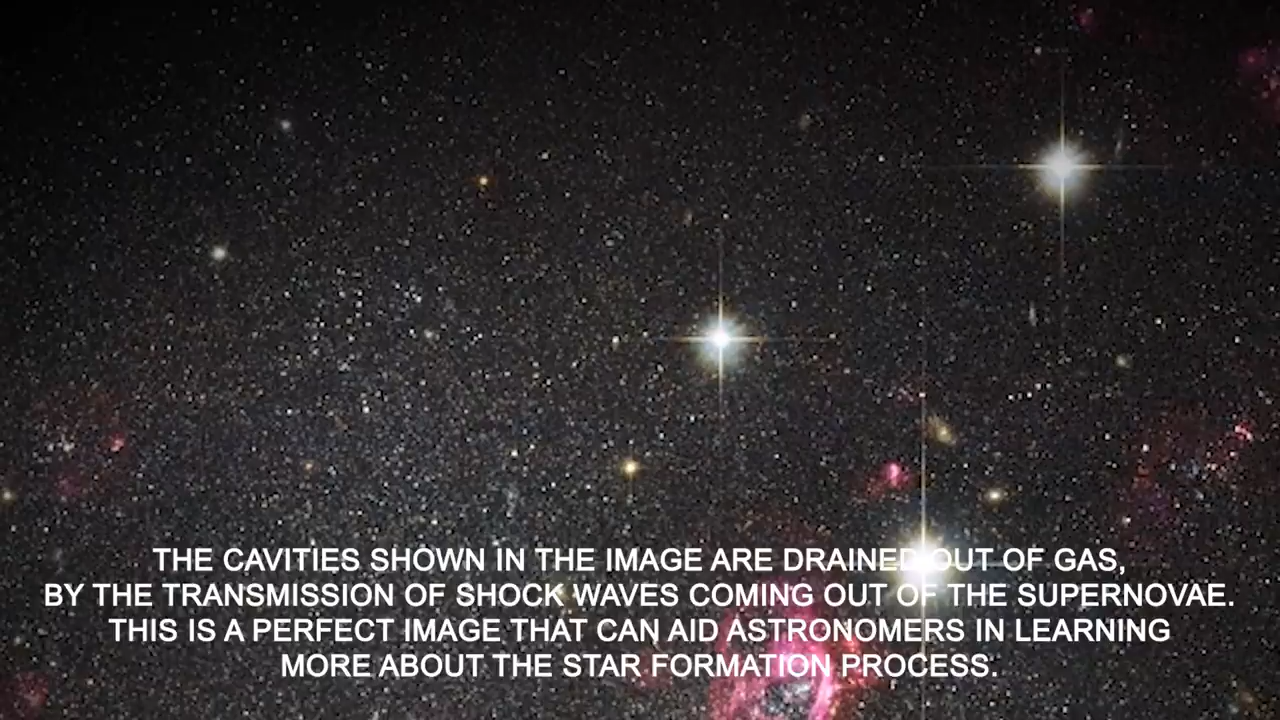 THE CAVITIES SHOWN IN THE IMAGE ARE DRAINED OUT OF GAS,
BY THE TRANSMISSION OF SHOCK WAVES COMING OUT OF THE SUPERNOVAE.
THIS IS A PERFECT IMAGE THAT CAN AID ASTRONOMERS IN LEARNING
MORE ABOUT THE STAR FORMATION PROCESS.